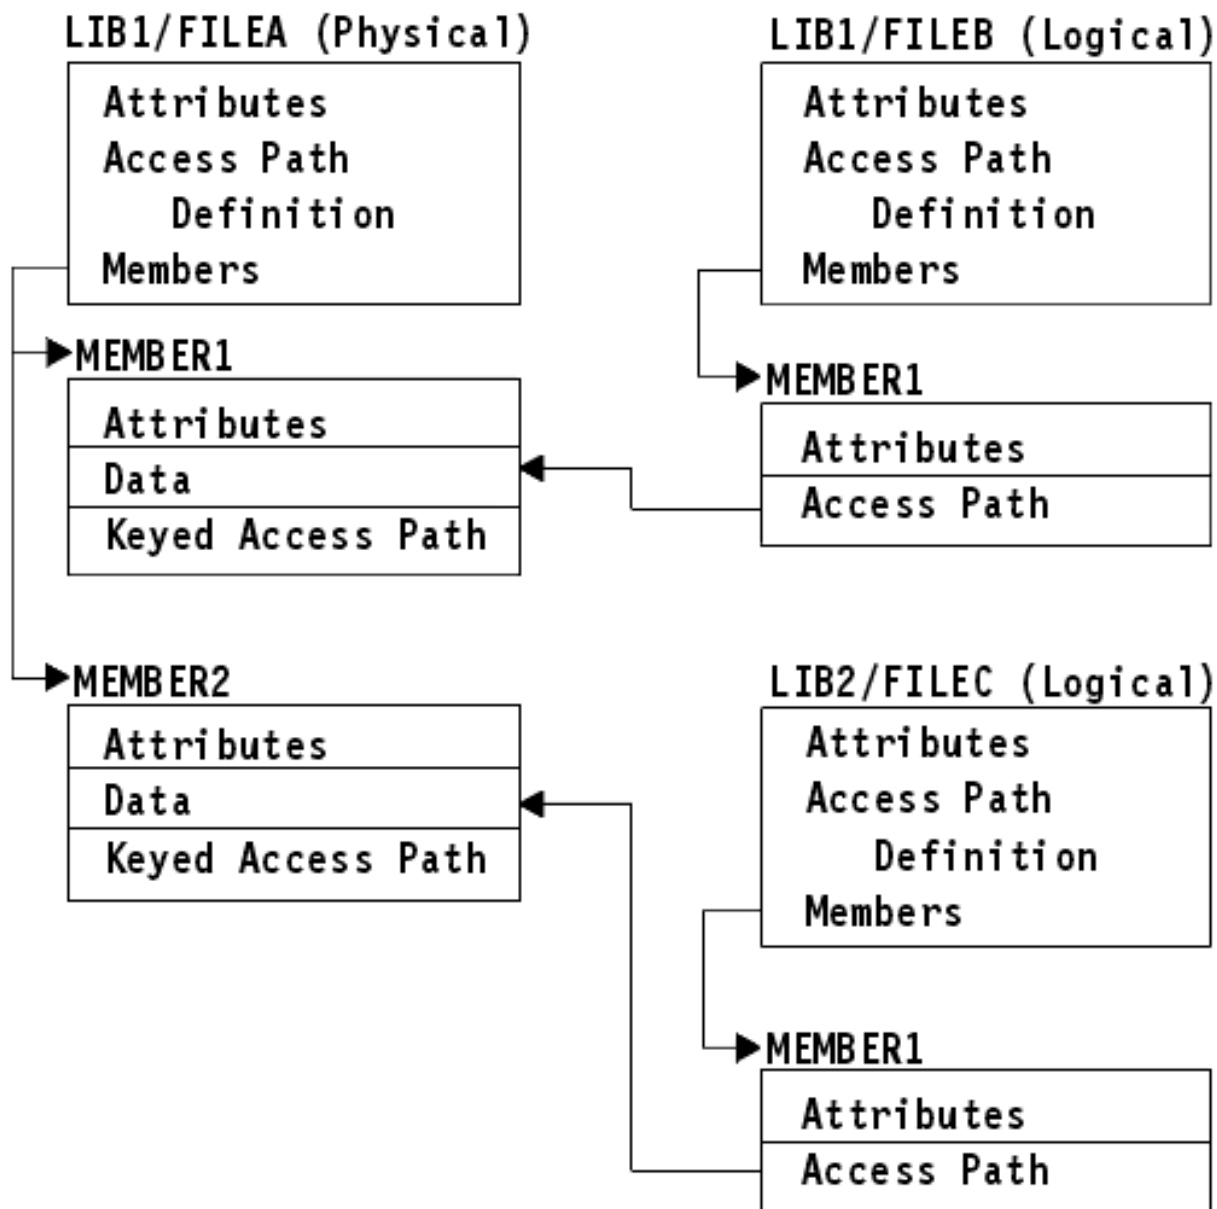 LIB1/FILEA (Physical)
Attributes
Access Path
Definition
Members
MEMBER1
Attributes
Data
Keyed Access Path
MEMBER2
Attributes
Data
Keyed Access Path
LIB1/FILEB (Logical)
Attributes
Access Path
Definition
Members
MEMBER1
Attributes
Access Path
LIB2/FILEC (Logical)
Attributes
Access Path
Definition
Members
MEMBER1
Attributes
Access Path